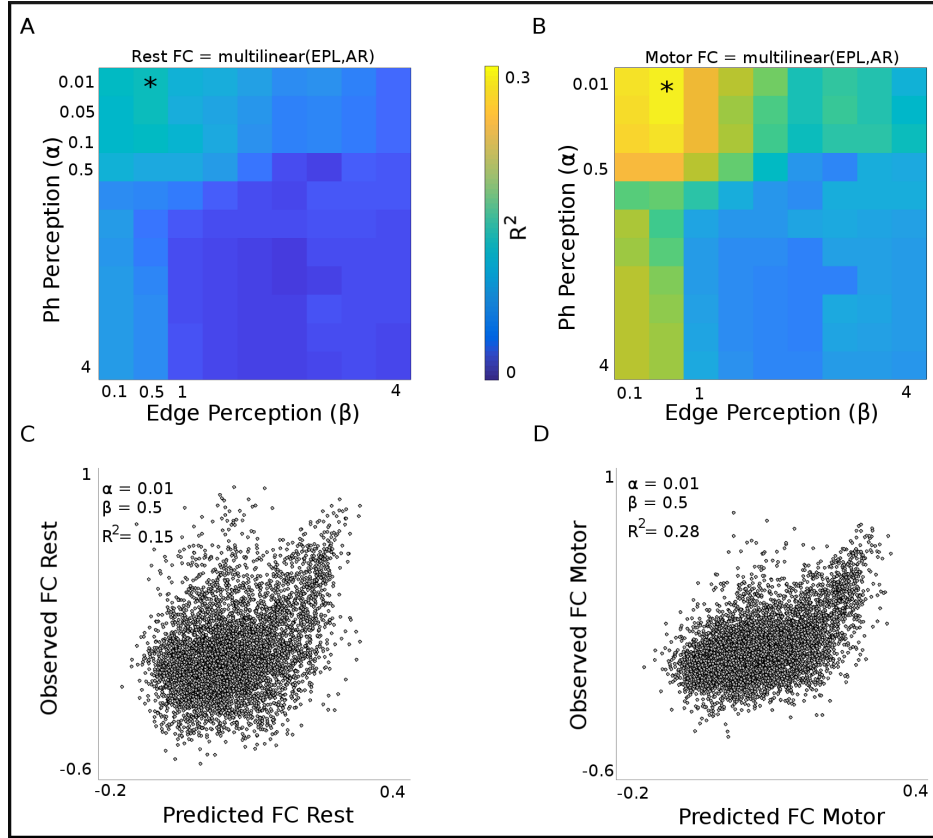 A
Rest FC = multilinear(EPL,AR)
*
Ph Perception (α)
0.01
0.05
0.1
0.5
4
0.1 0.5 1 4
Edge Perception (β)
0.3
R²
0
B
Motor FC = multilinear(EPL,AR)
*
Ph Perception (α)
0.01
0.5
4
0.1 1 4
Edge Perception (β)
C
1
α = 0.01
β = 0.5
R²= 0.15
Observed FC Rest
-0.6
-0.2 0.4
Predicted FC Rest
D
1
α = 0.01
β = 0.5
R²= 0.28
Observed FC Motor
-0.6
-0.2 0.4
Predicted FC Motor